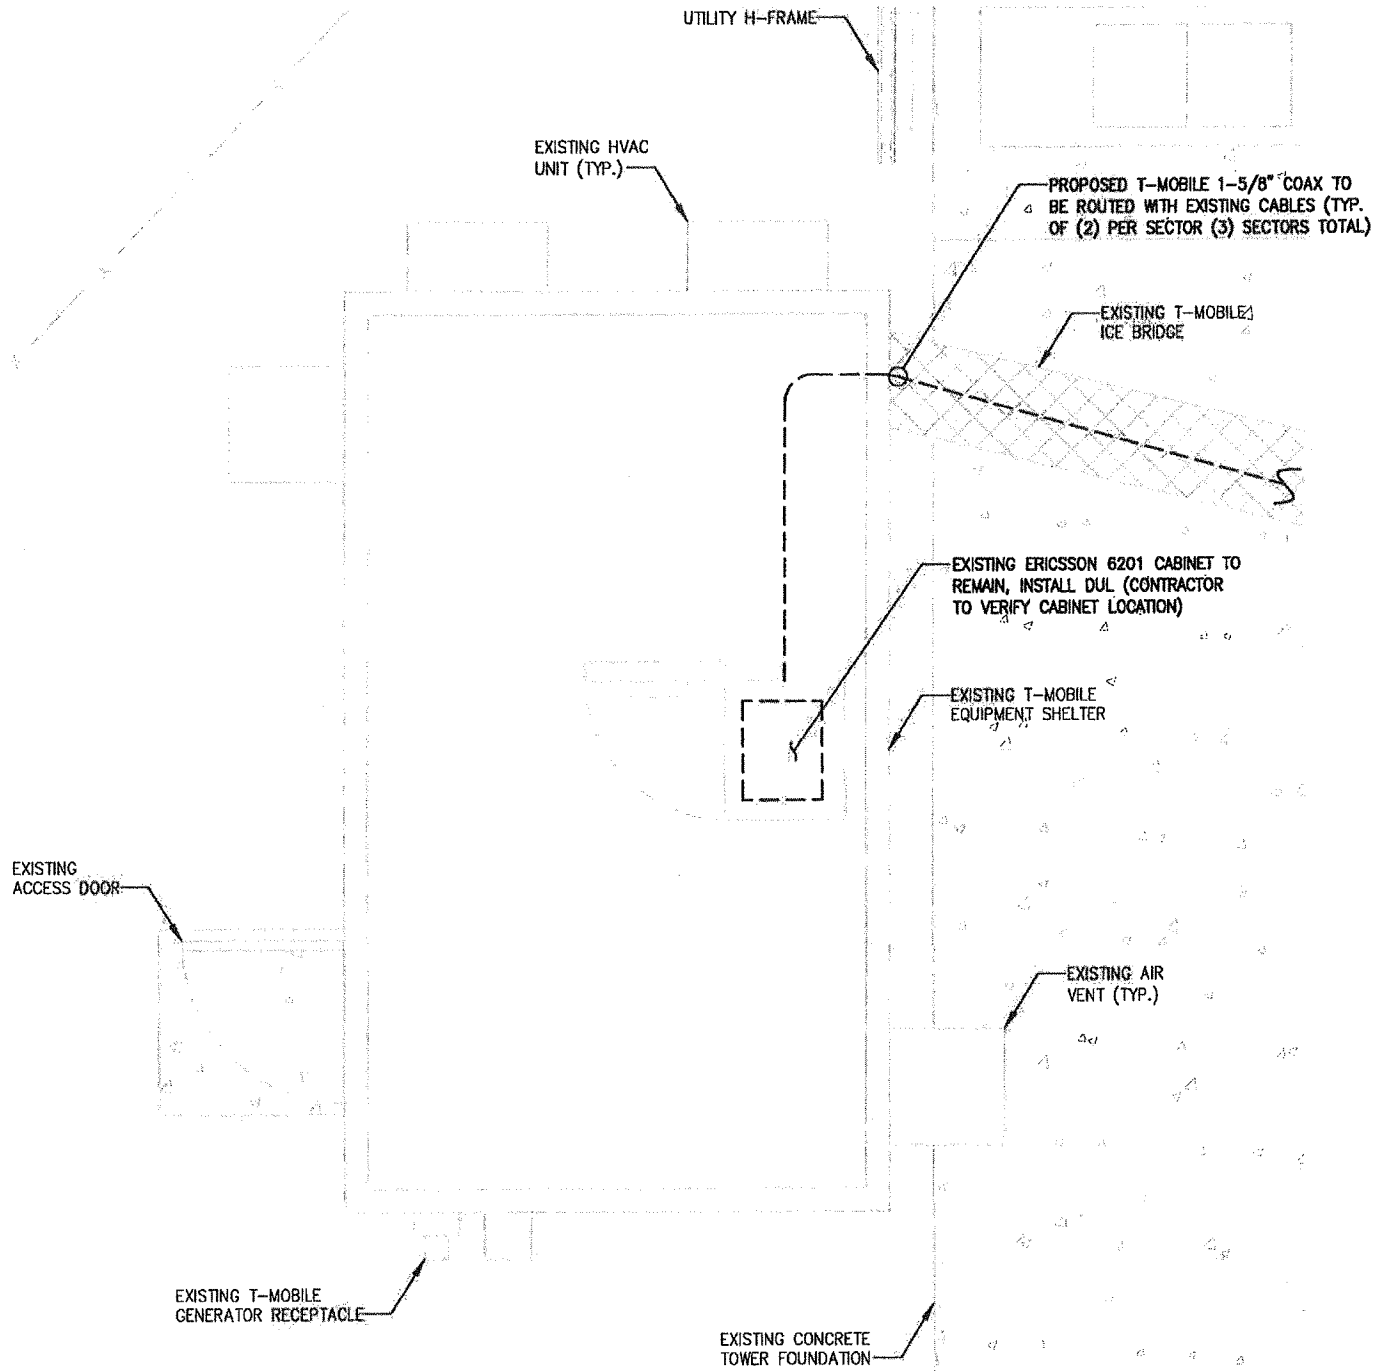 UTILITY H-FRAME
EXISTING HVAC
UNIT (TYP.)
PROPOSED T-MOBILE 1-5/8" COAX TO
BE ROUTED WITH EXISTING CABLES (TYP.
OF (2) PER SECTOR (3) SECTORS TOTAL)
EXISTING T-MOBILE
ICE BRIDGE
EXISTING ERICSSON 6201 CABINET TO
REMAIN, INSTALL DUL (CONTRACTOR
TO VERIFY CABINET LOCATION)
EXISTING T-MOBILE
EQUIPMENT SHELTER
EXISTING
ACCESS DOOR
EXISTING AIR
VENT (TYP.)
EXISTING T-MOBILE
GENERATOR RECEPTACLE
EXISTING CONCRETE
TOWER FOUNDATION